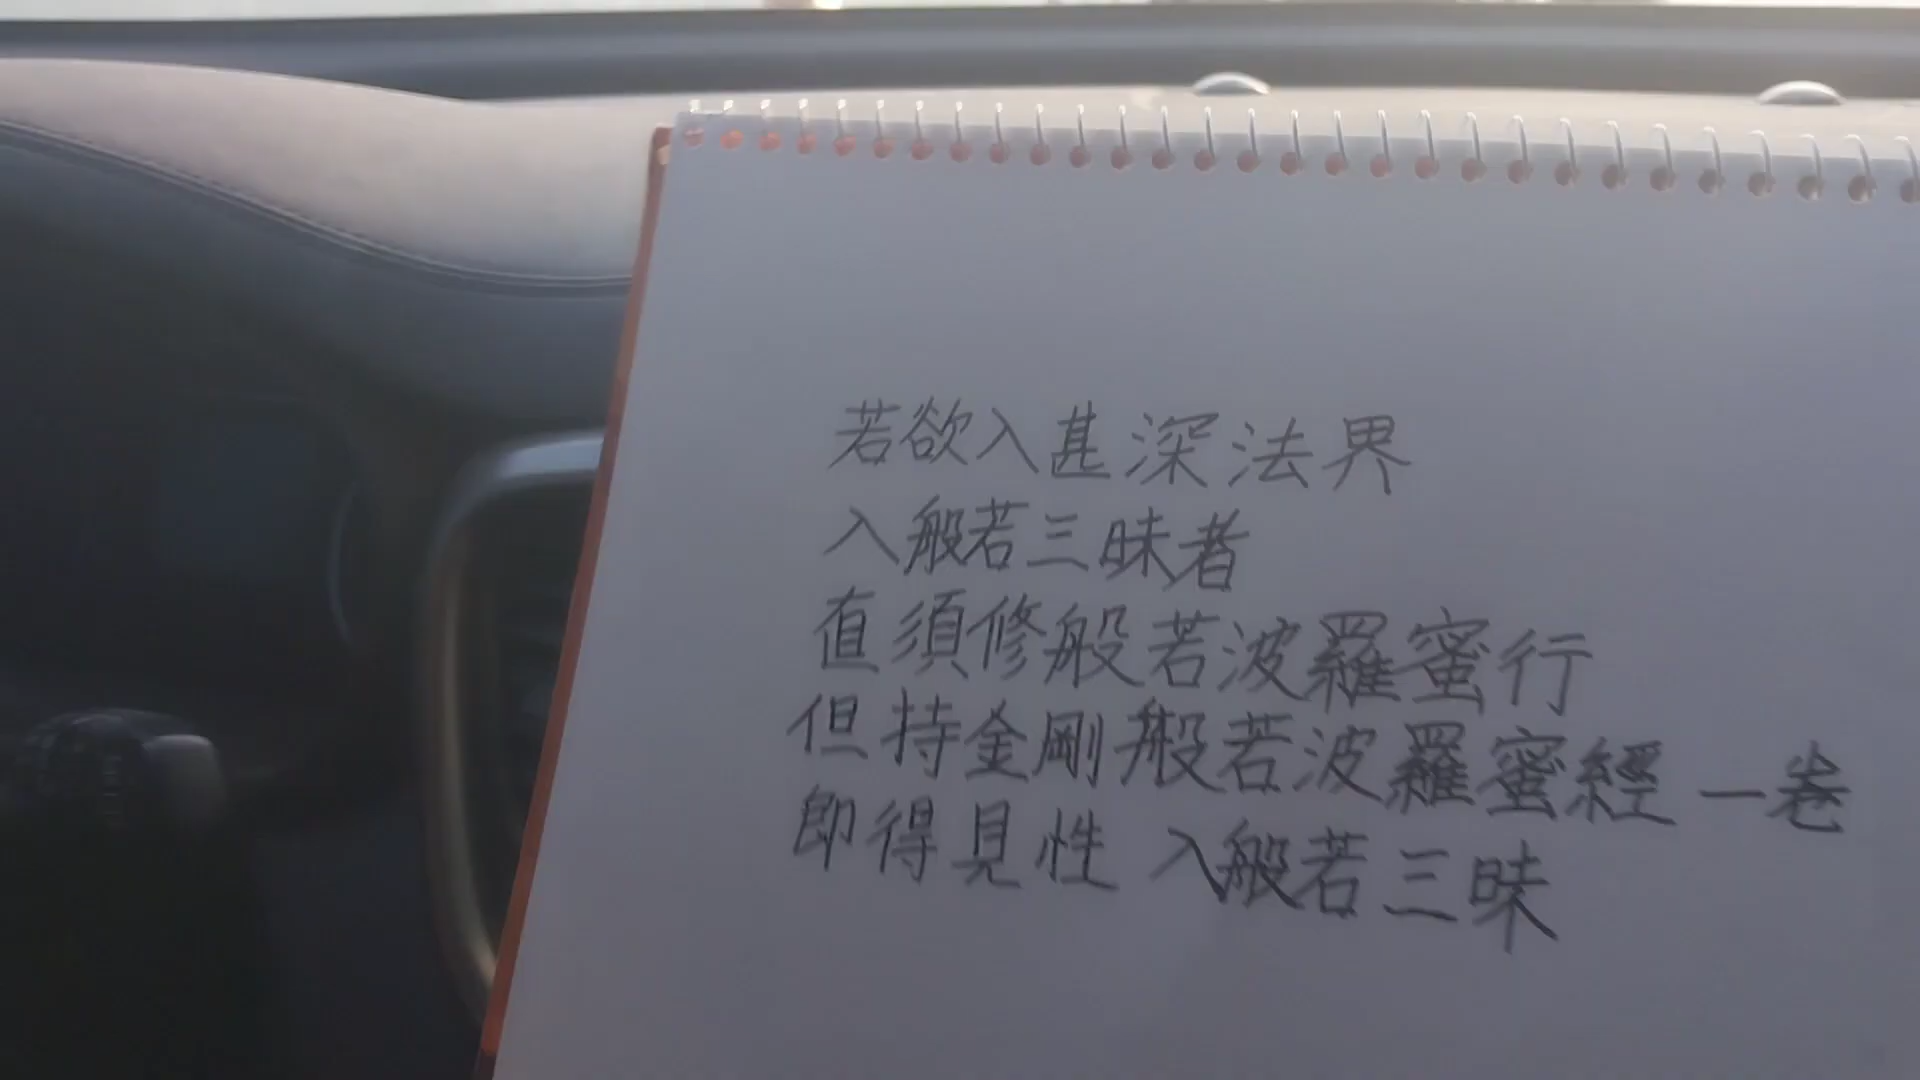 若欲入甚深法界
入般若三昧者
直須修般若波羅蜜行
但持金剛般若波羅蜜經一卷
即得見性 入般若三昧